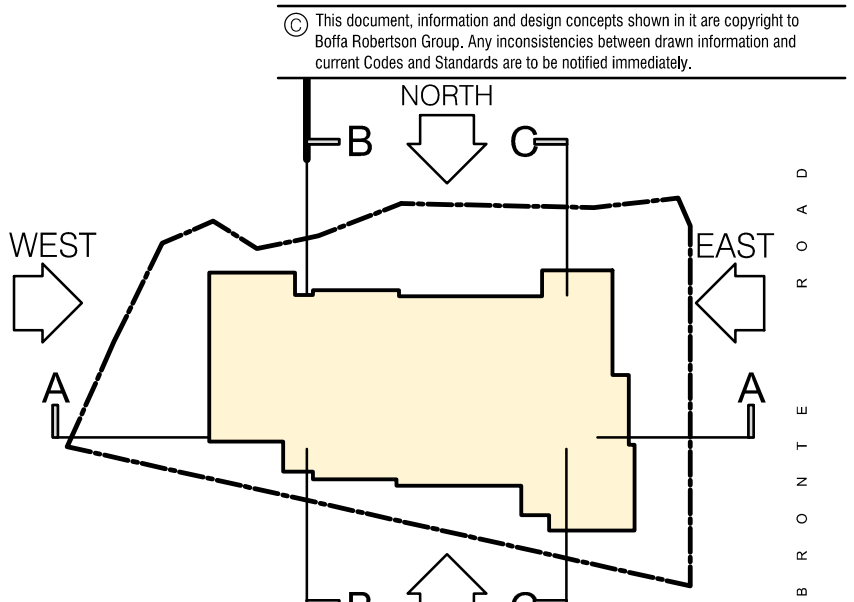 © This document, information and design concepts shown in it are copyright to
Boffa Robertson Group. Any inconsistencies between drawn information and
current Codes and Standards are to be notified immediately.
NORTH
B
C
WEST
EAST
A
A
B
C
BRONTE ROAD